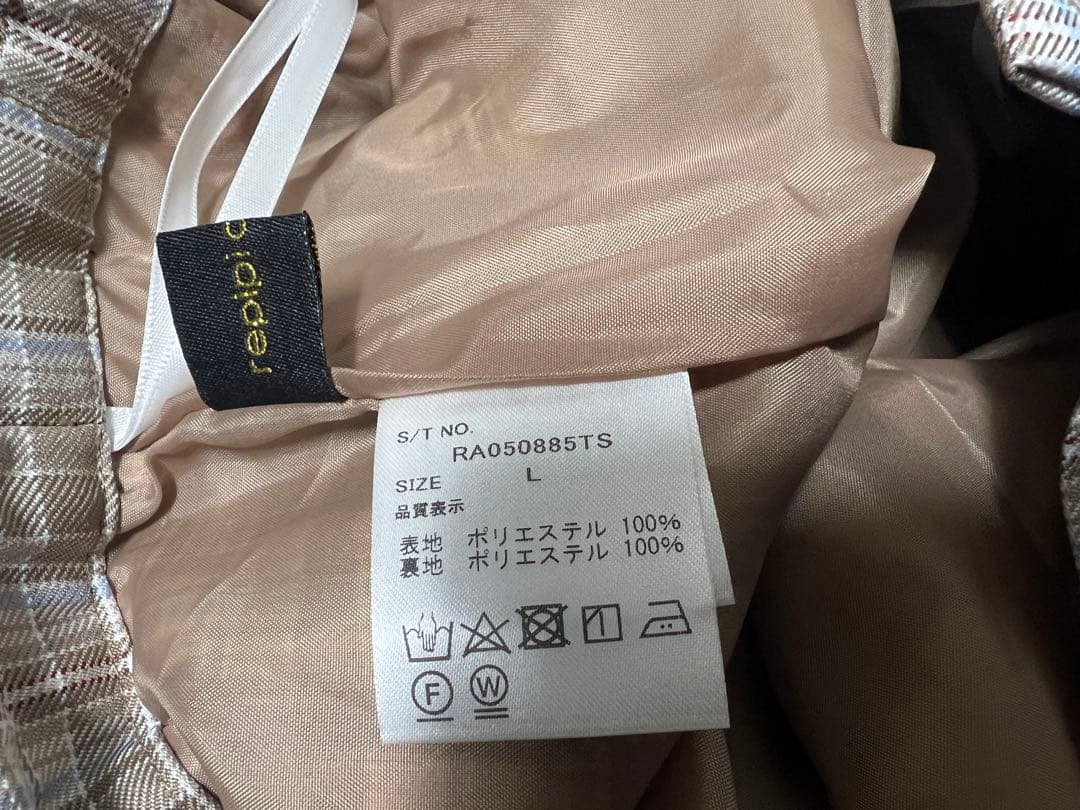 repipi
S/T NO.
RA050885TS
SIZE
L
品質表示
表地 ポリエステル 100%
裏地 ポリエステル 100%
F
W